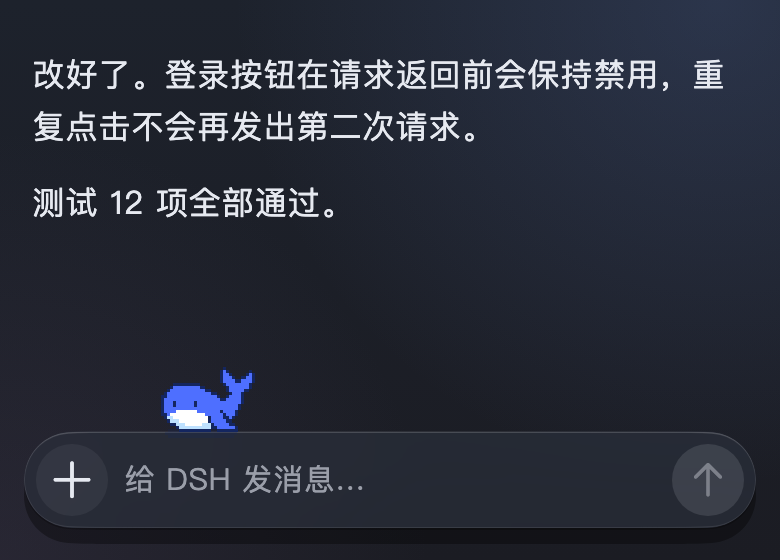 改好了。登录按钮在请求返回前会保持禁用，重
复点击不会再发出第二次请求。
测试 12 项全部通过。
给 DSH 发消息...